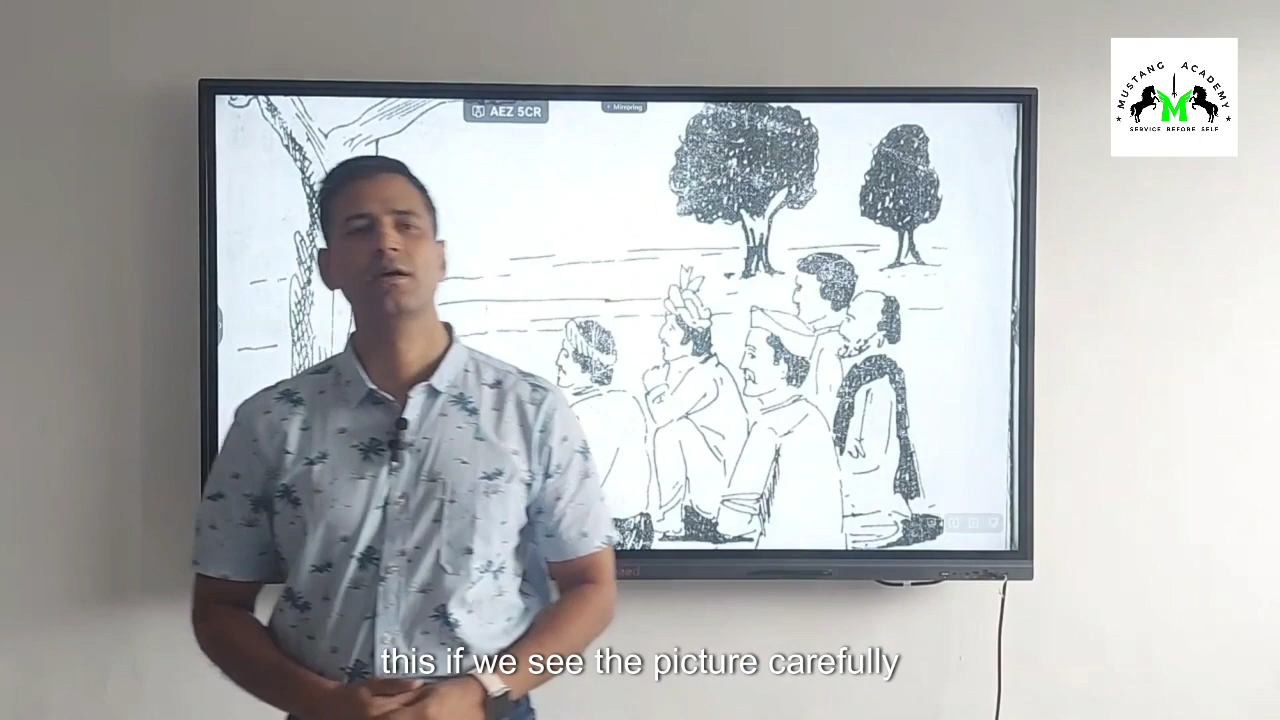 AEZ 5CR
Mirroring
MUSTANG ACADEMY
M
SERVICE BEFORE SELF
this if we see the picture carefully